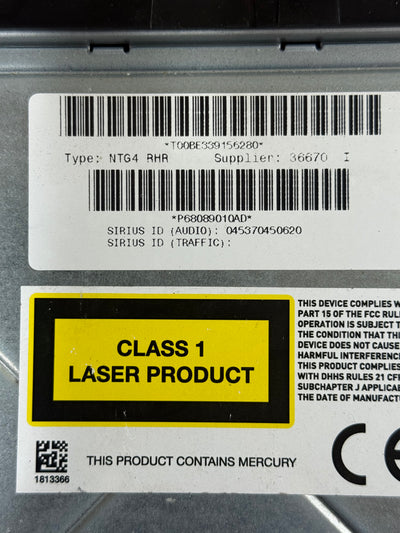 *T00BE339156280*
Type: NTG4 RHR Supplier: 36670 I
*P68089010AD*
SIRIUS ID (AUDIO): 045370450620
SIRIUS ID (TRAFFIC):
CLASS 1
LASER PRODUCT
THIS DEVICE COMPLIES W
PART 15 OF THE FCC RUL
OPERATION IS SUBJECT T
THE CONDITION THAT TH
DEVICE DOES NOT CAUSE
HARMFUL INTERFERENC
THIS PRODUCT COMPLIE
WITH DHHS RULES 21 CF
SUBCHAPTER J APPLICA
THE DATE OF MANUFACT
CE
1813366
THIS PRODUCT CONTAINS MERCURY